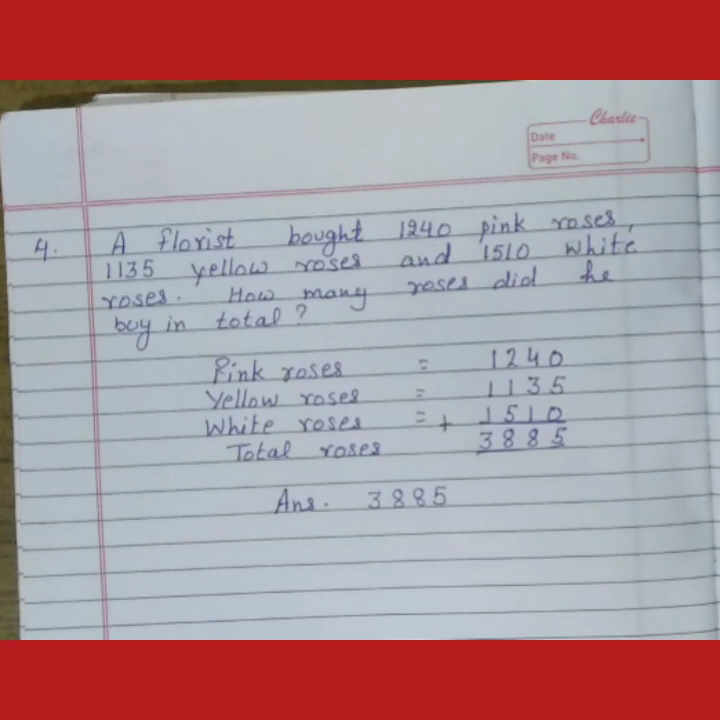 Charlie
Date
Page No.
4. A florist bought 1240 pink roses,
1135 yellow roses and 1510 white
roses. How many roses did he
buy in total?
Pink roses = 1240
Yellow roses = 1135
White roses = + 1510
Total roses 3885
Ans. 3885